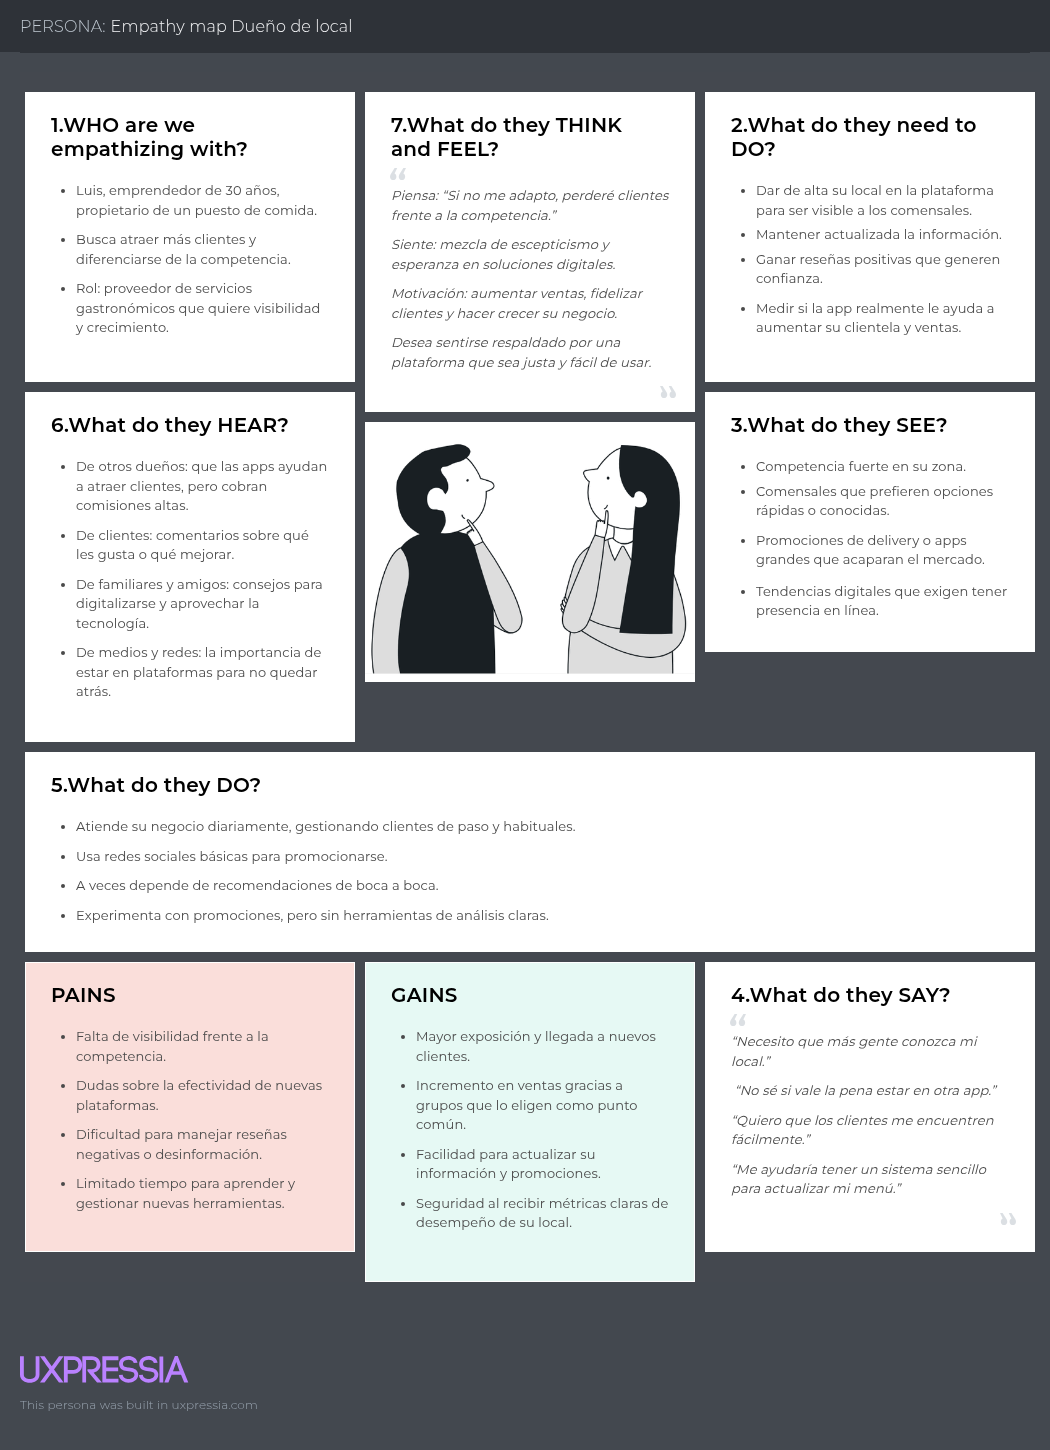 PERSONA: Empathy map Dueño de local
1.WHO are we
empathizing with?
• Luis, emprendedor de 30 años,
propietario de un puesto de comida.
• Busca atraer más clientes y
diferenciarse de la competencia.
• Rol: proveedor de servicios
gastronómicos que quiere visibilidad
y crecimiento.
7.What do they THINK
and FEEL?
“
Piensa: “Si no me adapto, perderé clientes
frente a la competencia.”
Siente: mezcla de escepticismo y
esperanza en soluciones digitales.
Motivación: aumentar ventas, fidelizar
clientes y hacer crecer su negocio.
Desea sentirse respaldado por una
plataforma que sea justa y fácil de usar.
”
2.What do they need to
DO?
• Dar de alta su local en la plataforma
para ser visible a los comensales.
• Mantener actualizada la información.
• Ganar reseñas positivas que generen
confianza.
• Medir si la app realmente le ayuda a
aumentar su clientela y ventas.
6.What do they HEAR?
• De otros dueños: que las apps ayudan
a atraer clientes, pero cobran
comisiones altas.
• De clientes: comentarios sobre qué
les gusta o qué mejorar.
• De familiares y amigos: consejos para
digitalizarse y aprovechar la
tecnología.
• De medios y redes: la importancia de
estar en plataformas para no quedar
atrás.
3.What do they SEE?
• Competencia fuerte en su zona.
• Comensales que prefieren opciones
rápidas o conocidas.
• Promociones de delivery o apps
grandes que acaparan el mercado.
• Tendencias digitales que exigen tener
presencia en línea.
5.What do they DO?
• Atiende su negocio diariamente, gestionando clientes de paso y habituales.
• Usa redes sociales básicas para promocionarse.
• A veces depende de recomendaciones de boca a boca.
• Experimenta con promociones, pero sin herramientas de análisis claras.
PAINS
• Falta de visibilidad frente a la
competencia.
• Dudas sobre la efectividad de nuevas
plataformas.
• Dificultad para manejar reseñas
negativas o desinformación.
• Limitado tiempo para aprender y
gestionar nuevas herramientas.
GAINS
• Mayor exposición y llegada a nuevos
clientes.
• Incremento en ventas gracias a
grupos que lo eligen como punto
común.
• Facilidad para actualizar su
información y promociones.
• Seguridad al recibir métricas claras de
desempeño de su local.
4.What do they SAY?
“
“Necesito que más gente conozca mi
local.”
“No sé si vale la pena estar en otra app.”
“Quiero que los clientes me encuentren
fácilmente.”
“Me ayudaría tener un sistema sencillo
para actualizar mi menú.”
”
UXPRESSIA
This persona was built in uxpressia.com